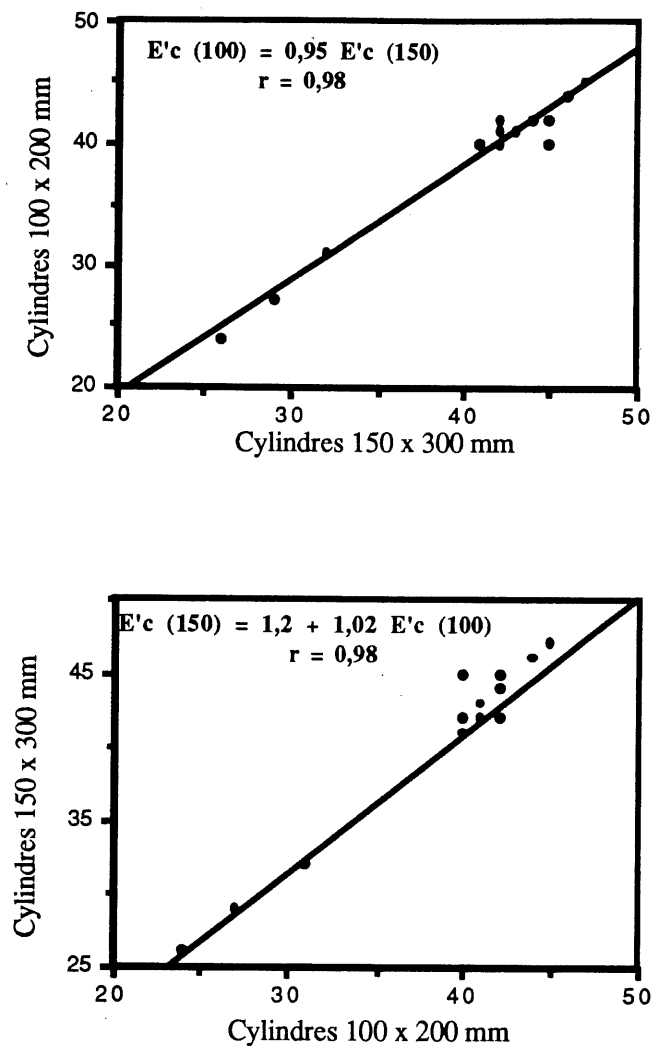 50
E'c (100) = 0,95 E'c (150)
r = 0,98
40
30
20
Cylindres 100 x 200 mm
20 30 40 50
Cylindres 150 x 300 mm
E'c (150) = 1,2 + 1,02 E'c (100)
r = 0,98
45
35
25
Cylindres 150 x 300 mm
20 30 40 50
Cylindres 100 x 200 mm